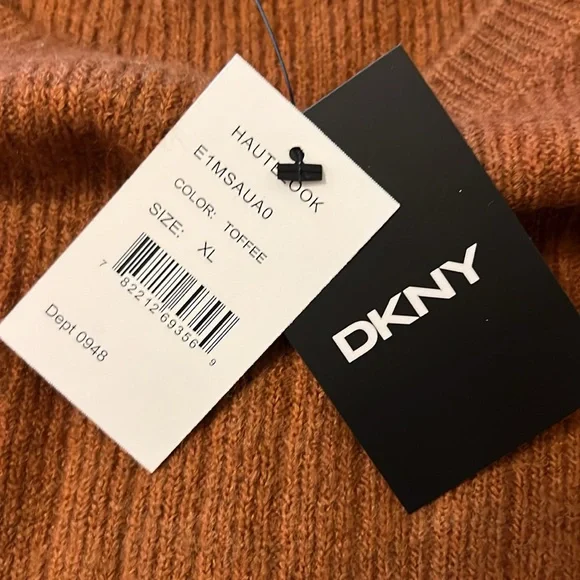 HAUTELOOK
E1MSAUA0
COLOR: TOFFEE
SIZE: XL
7 82212 69356 9
Dept 0948
DKNY